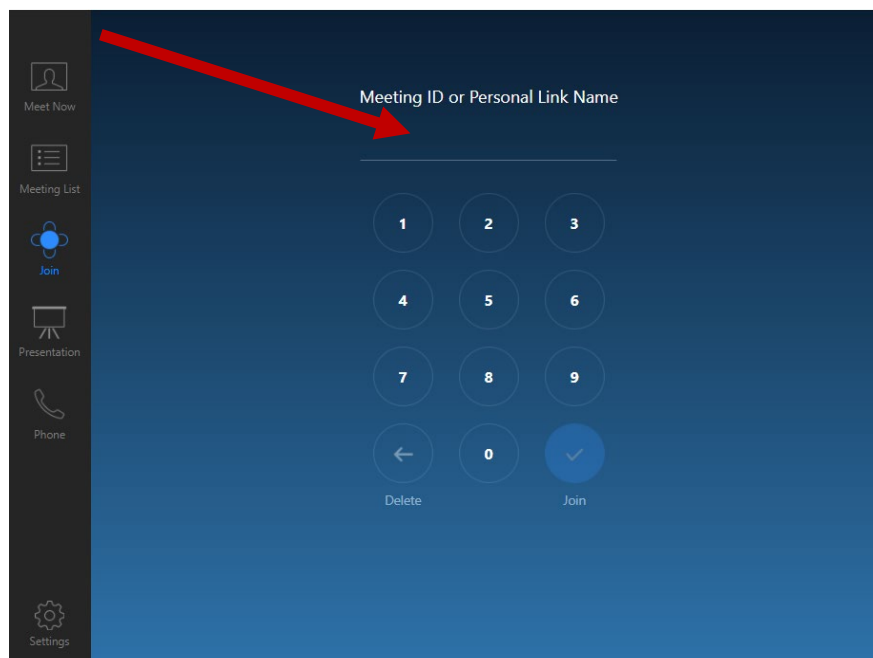 Meet Now
Meeting List
Join
Presentation
Phone
Settings
Meeting ID or Personal Link Name
1 2 3
4 5 6
7 8 9
0
Delete Join